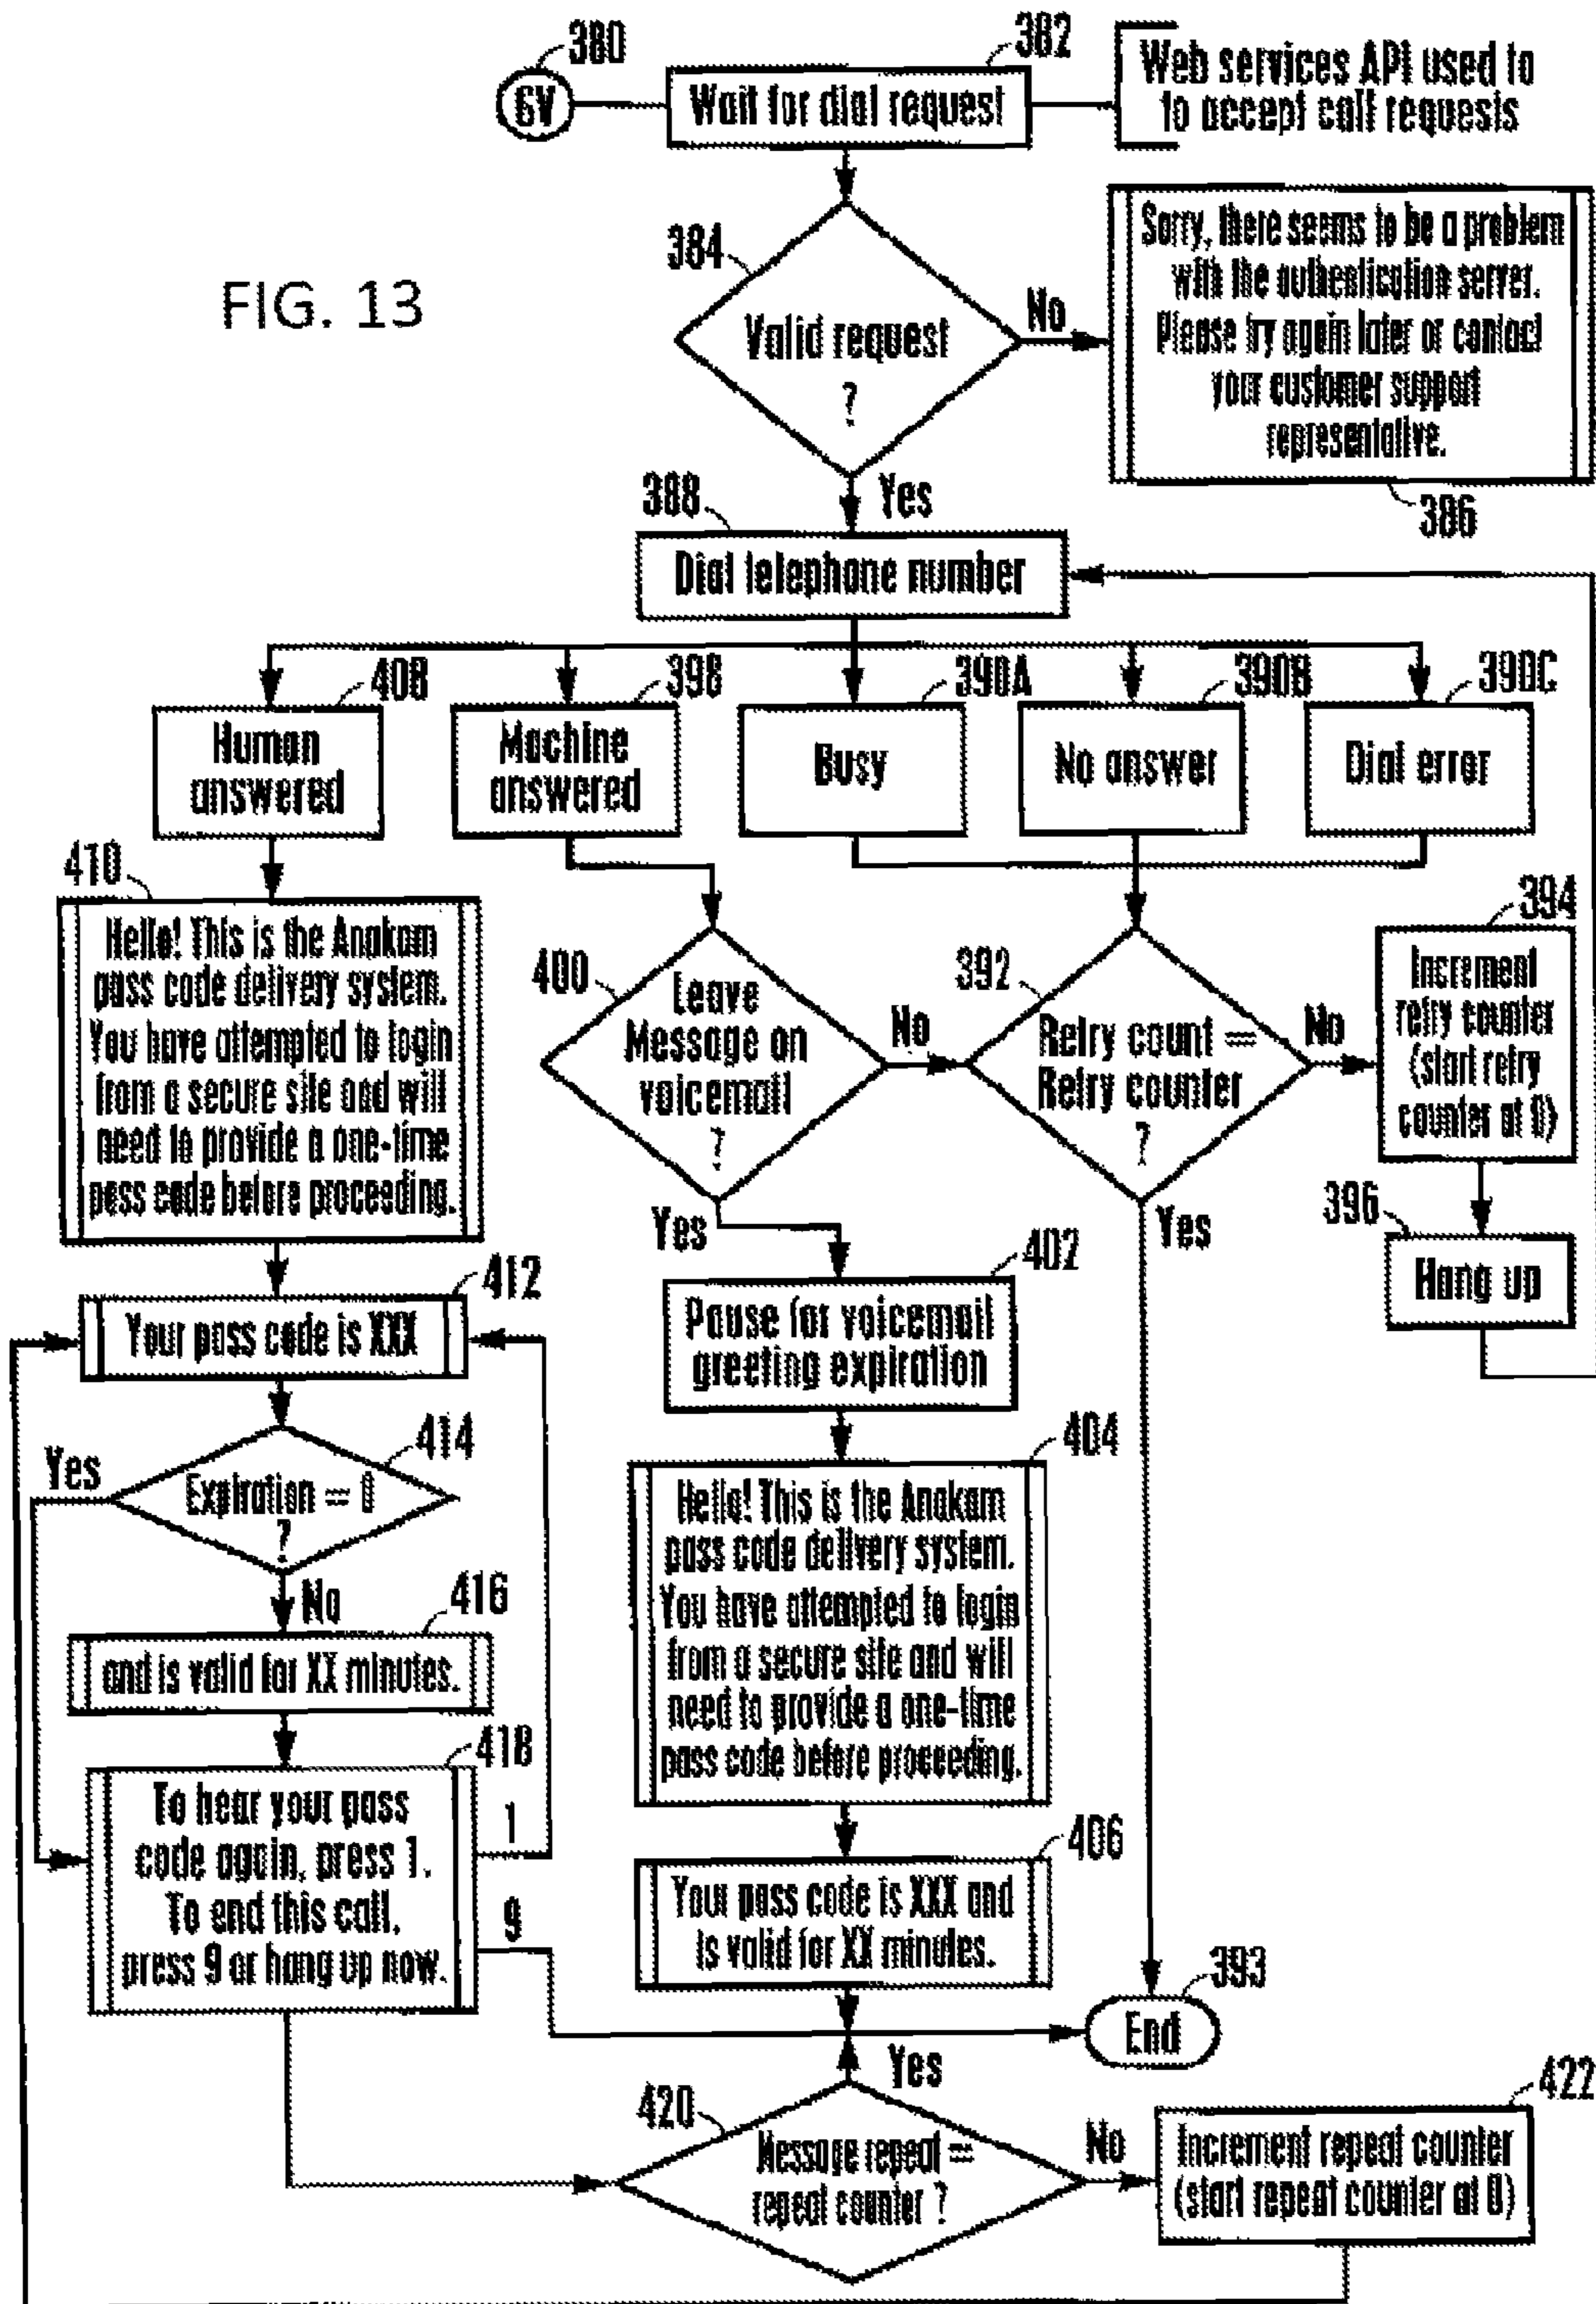 380
6V
382
Wait for dial request
Web services API used to
to accept call requests
FIG. 13
384
Valid request
?
No
Yes
Sorry, there seems to be a problem
with the authentication server.
Please try again later or contact
your customer support
representative.
386
388
Dial telephone number
408
Human
answered
398
Machine
answered
390A
Busy
390B
No answer
390C
Dial error
410
Hello! This is the Anakam
pass code delivery system.
You have attempted to login
from a secure site and will
need to provide a one-time
pass code before proceeding.
400
Leave
Message on
voicemail
?
No
Yes
392
Retry count =
Retry counter
?
No
Yes
394
Increment
retry counter
(start retry
counter at 0)
396
Hang up
402
Pause for voicemail
greeting expiration
412
Your pass code is XXX
414
Yes
Expiration = 0
?
No
416
and is valid for XX minutes.
418
To hear your pass
code again, press 1.
To end this call,
press 9 or hang up now.
1
9
404
Hello! This is the Anakam
pass code delivery system.
You have attempted to login
from a secure site and will
need to provide a one-time
pass code before proceeding.
406
Your pass code is XXX and
is valid for XX minutes.
393
End
Yes
420
Message repeat =
repeat counter ?
No
422
Increment repeat counter
(start repeat counter at 0)